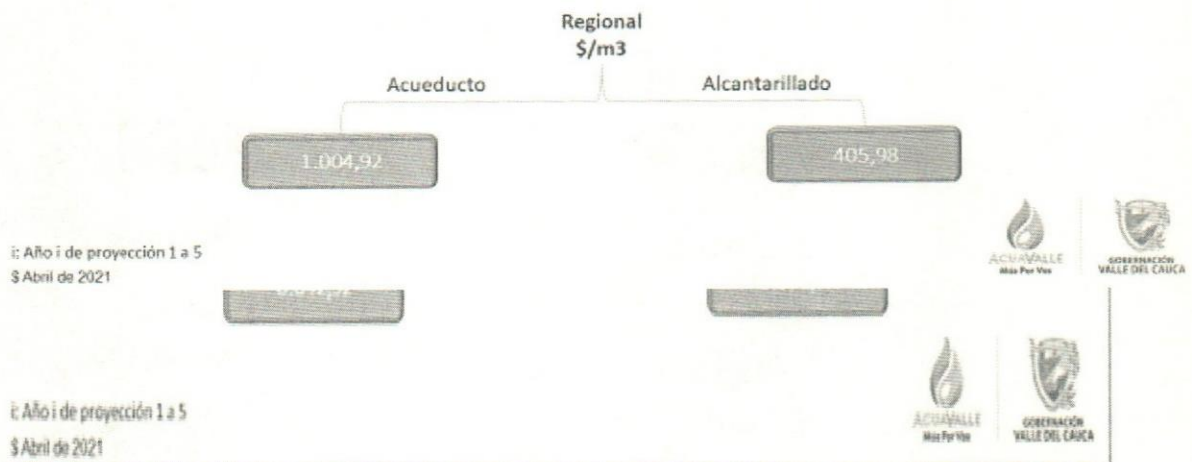 Regional
$/m3
Acueducto
Alcantarillado
1.004,92
405,98
i: Año i de proyección 1 a 5
$ Abril de 2021
ACUAVALLE
Más Por Vos
GOBERNACIÓN
VALLE DEL CAUCA
i: Año i de proyección 1 a 5
$ Abril de 2021
ACUAVALLE
Más Por Vos
GOBERNACIÓN
VALLE DEL CAUCA